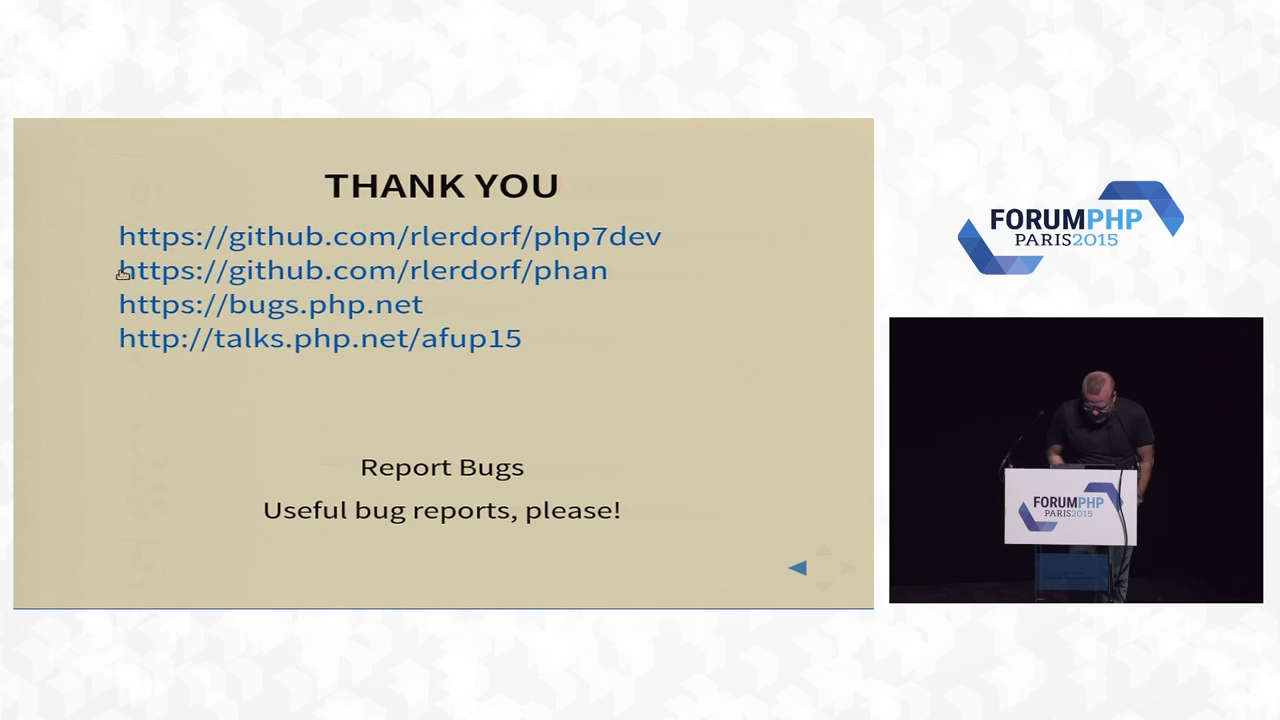 THANK YOU
https://github.com/rlerdorf/php7dev
https://github.com/rlerdorf/phan
https://bugs.php.net
http://talks.php.net/afup15
Report Bugs
Useful bug reports, please!
FORUMPHP
PARIS2015
FORUMPHP
PARIS2015